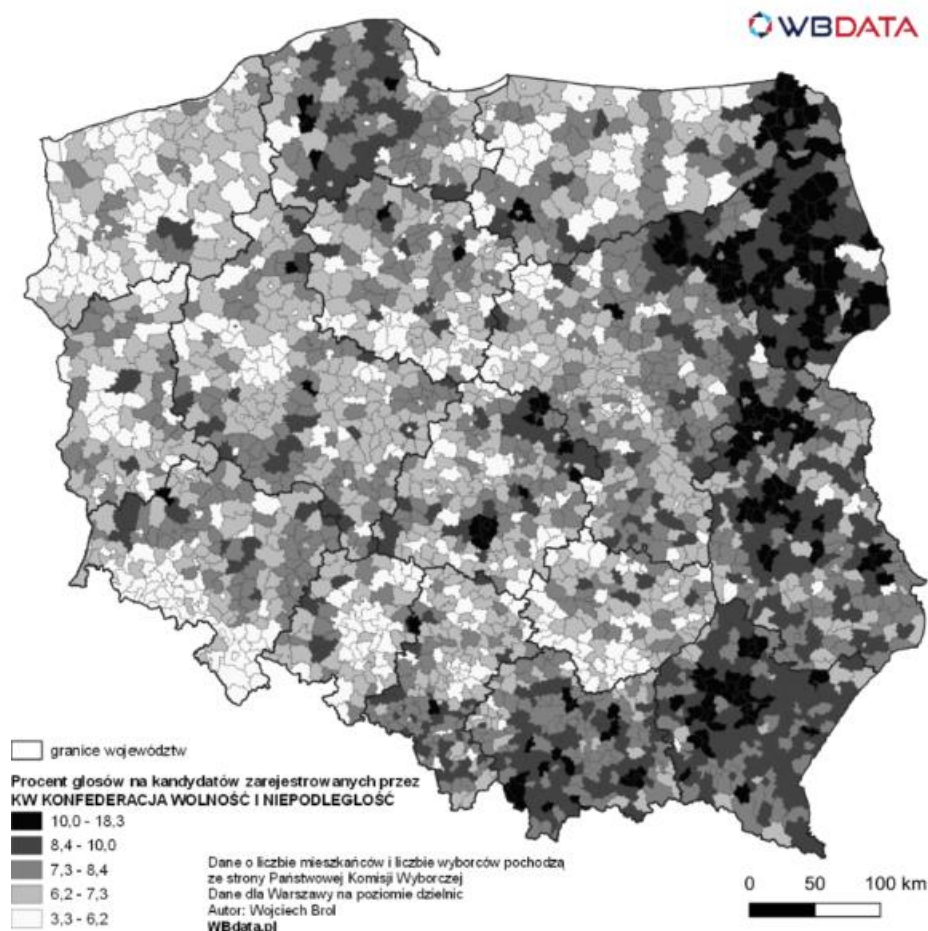 WBDATA
granice województw
Procent głosów na kandydatów zarejestrowanych przez
KW KONFEDERACJA WOLNOŚĆ I NIEPODLEGŁOŚĆ
10,0 - 18,3
8,4 - 10,0
7,3 - 8,4
6,2 - 7,3
3,3 - 6,2
Dane o liczbie mieszkańców i liczbie wyborców pochodzą
ze strony Państwowej Komisji Wyborczej
Dane dla Warszawy na poziomie dzielnic
Autor: Wojciech Brol
WBdata.pl
0 50 100 km